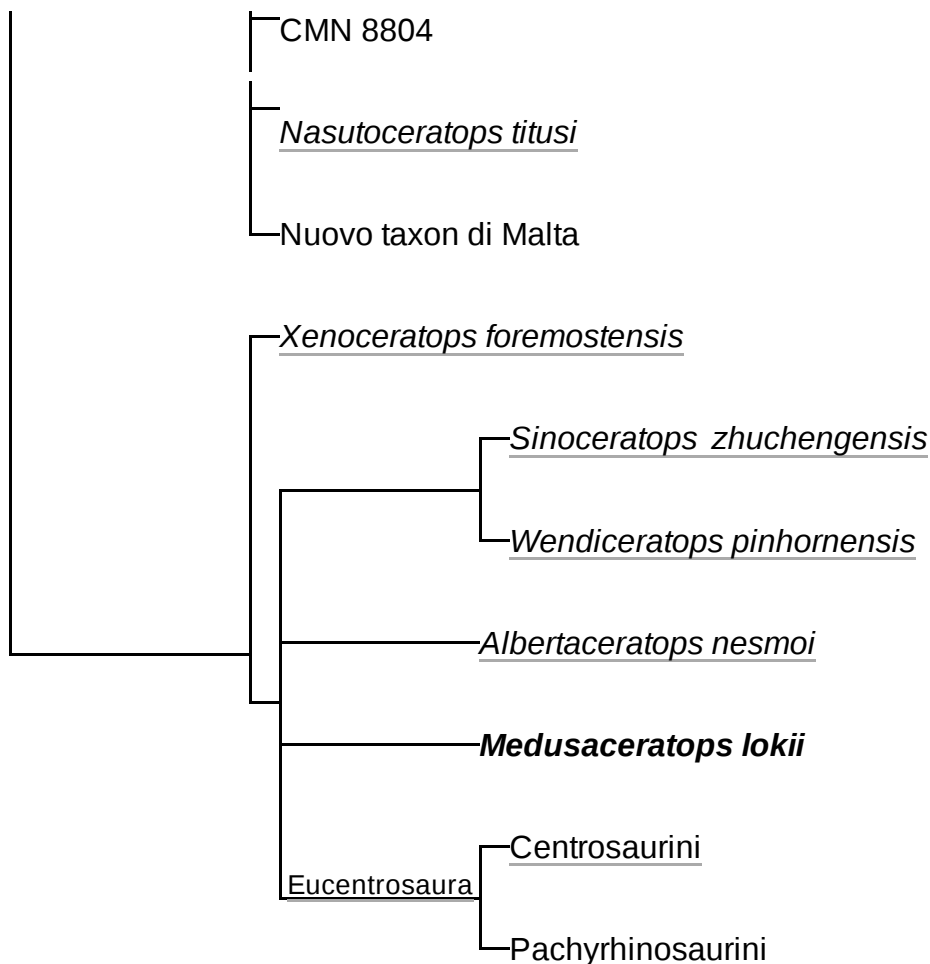 CMN 8804
Nasutoceratops titusi
Nuovo taxon di Malta
Xenoceratops foremostensis
Sinoceratops zhuchengensis
Wendiceratops pinhornensis
Albertaceratops nesmoi
Medusaceratops lokii
Centrosaurini
Eucentrosaura
Pachyrhinosaurini